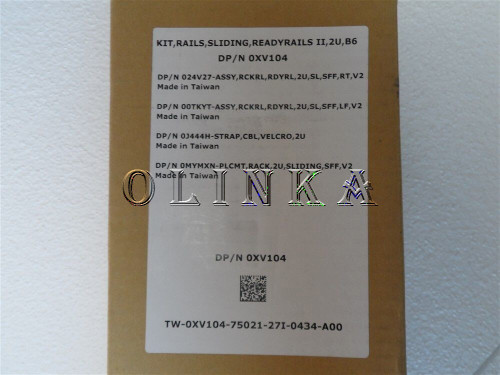 KIT,RAILS,SLIDING,READYRAILS II,2U,B6
DP/N 0XV104
DP/N 024V27-ASSY,RCKRL,RDYRL,2U,SL,SFF,RT,V2
Made in Taiwan
DP/N 00TKYT-ASSY,RCKRL,RDYRL,2U,SL,SFF,LF,V2
Made in Taiwan
DP/N 0J444H-STRAP,CBL,VELCRO,2U
Made in Taiwan
DP/N 0MYMXN-PLCMT,RACK,2U,SLIDING,SFF,V2
Made in Taiwan
OLINKA
DP/N 0XV104
TW-0XV104-75021-27I-0434-A00